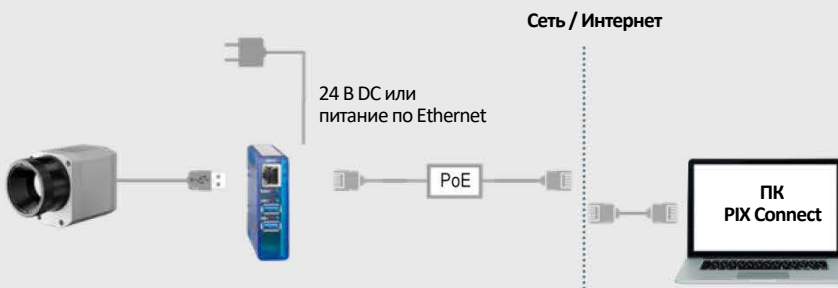 Сеть / Интернет
24 В DC или
питание по Ethernet
PoE
ПК
PIX Connect